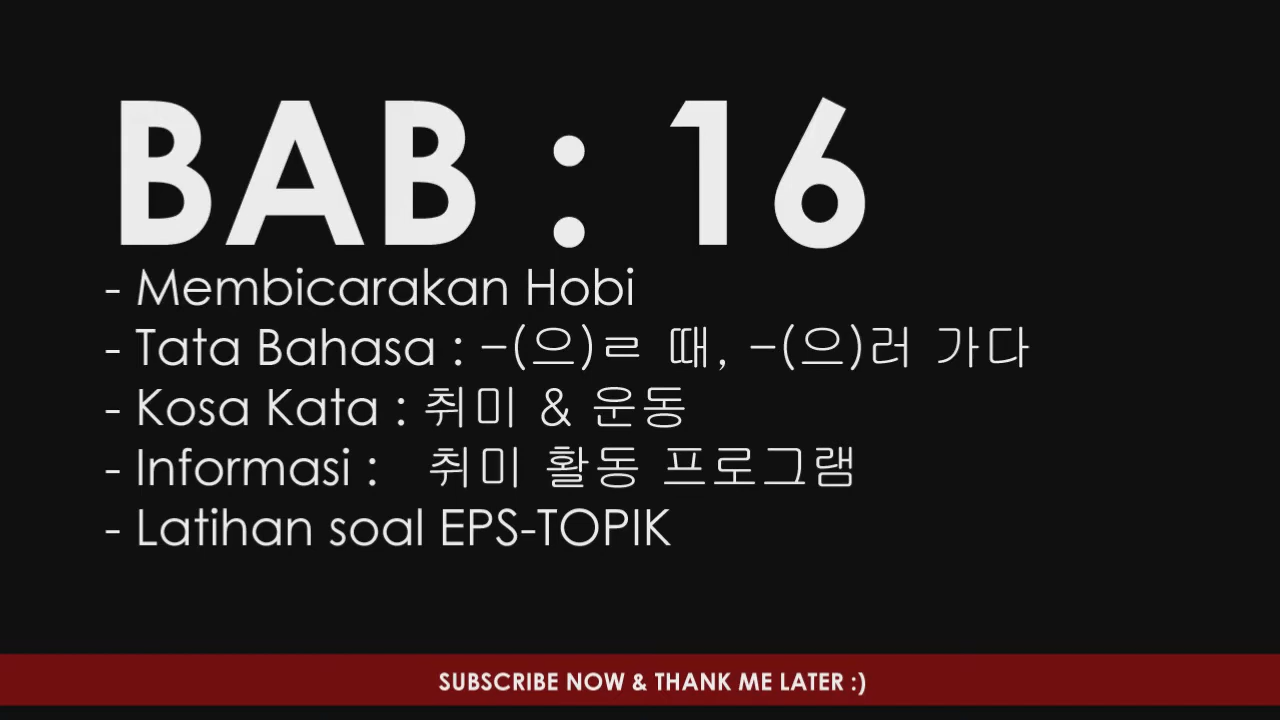 BAB : 16
- Membicarakan Hobi
- Tata Bahasa : -(으)ㄹ 때, -(으)러 가다
- Kosa Kata : 취미 & 운동
- Informasi : 취미 활동 프로그램
- Latihan soal EPS-TOPIK
SUBSCRIBE NOW & THANK ME LATER :)